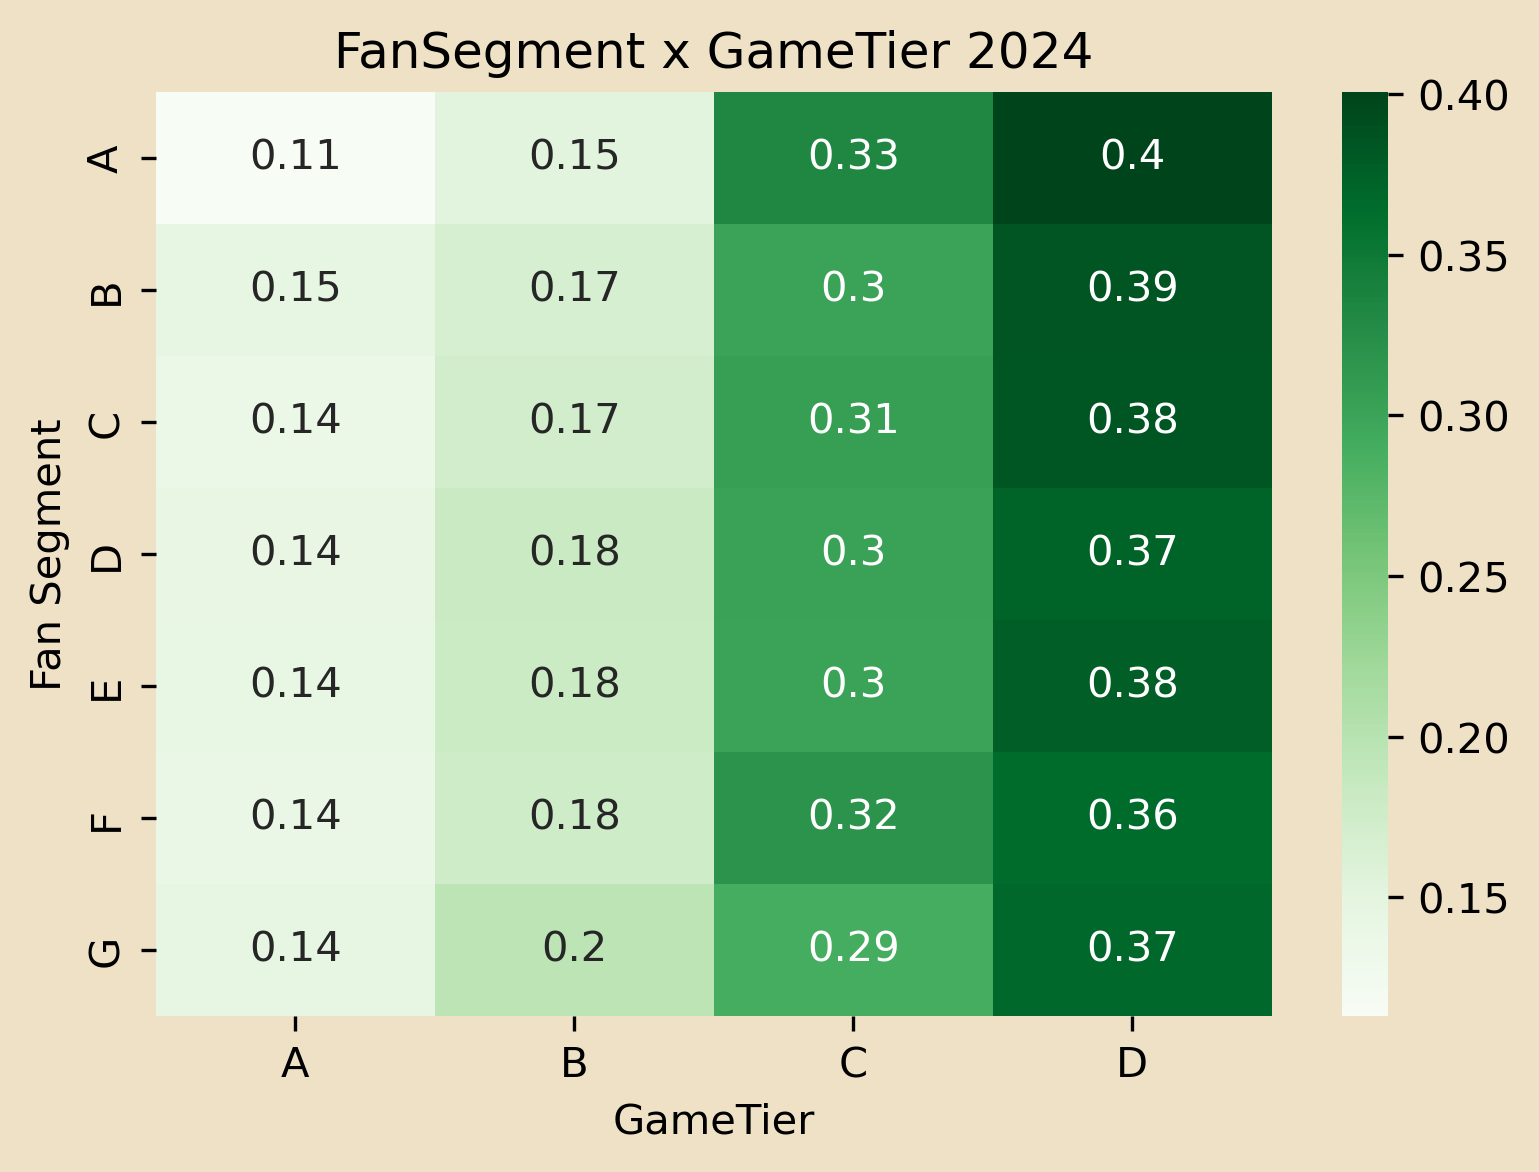 FanSegment x GameTier 2024
A 0.11 0.15 0.33 0.4
B 0.15 0.17 0.3 0.39
C 0.14 0.17 0.31 0.38
D 0.14 0.18 0.3 0.37
E 0.14 0.18 0.3 0.38
F 0.14 0.18 0.32 0.36
G 0.14 0.2 0.29 0.37
A B C D
GameTier
Fan Segment
0.40
0.35
0.30
0.25
0.20
0.15